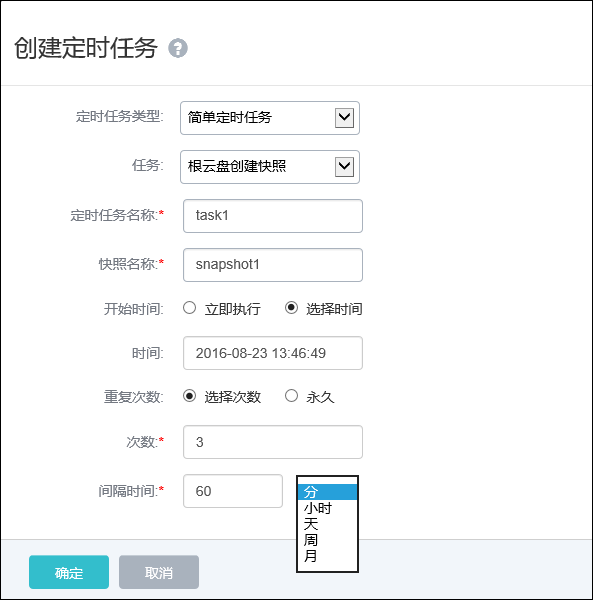 创建定时任务 ?
定时任务类型: 简单定时任务
任务: 根云盘创建快照
定时任务名称:* task1
快照名称:* snapshot1
开始时间: 立即执行 选择时间
时间: 2016-08-23 13:46:49
重复次数: 选择次数 永久
次数:* 3
间隔时间:* 60 分
小时
天
周
月
确定 取消